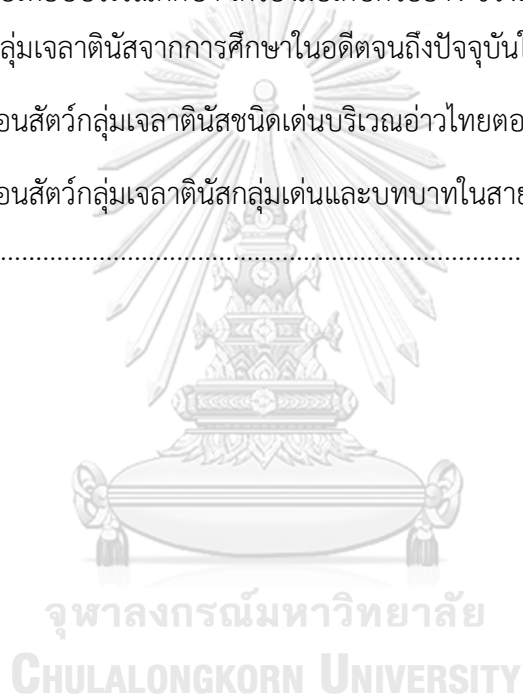 ลุ่มเจลาตินัสจากการศึกษาในอดีตจนถึงปัจจุบันใ
อนสัตว์กลุ่มเจลาตินัสชนิดเด่นบริเวณอ่าวไทยตอ
อนสัตว์กลุ่มเจลาตินัสกลุ่มเด่นและบทบาทในสาย
................................................................................
จุฬาลงกรณ์มหาวิทยาลัย
CHULALONGKORN UNIVERSITY